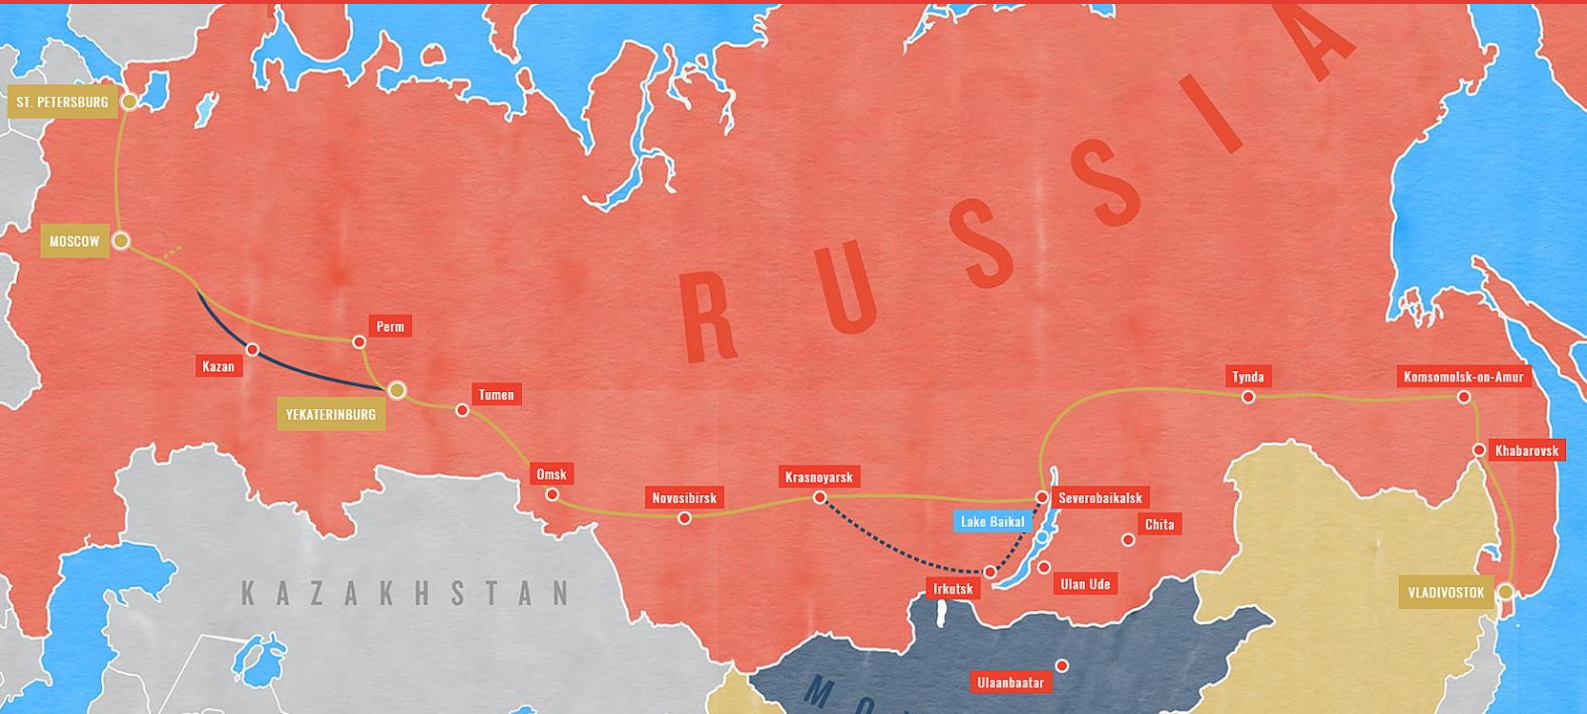 RUSSIA
ST. PETERSBURG
MOSCOW
Perm
Kazan
YEKATERINBURG
Tumen
Omsk
Novosibirsk
Krasnoyarsk
Severobaikalsk
Lake Baikal
Chita
Irkutsk
Ulan Ude
Tynda
Komsomolsk-on-Amur
Khabarovsk
VLADIVOSTOK
KAZAKHSTAN
Ulaanbaatar
MO